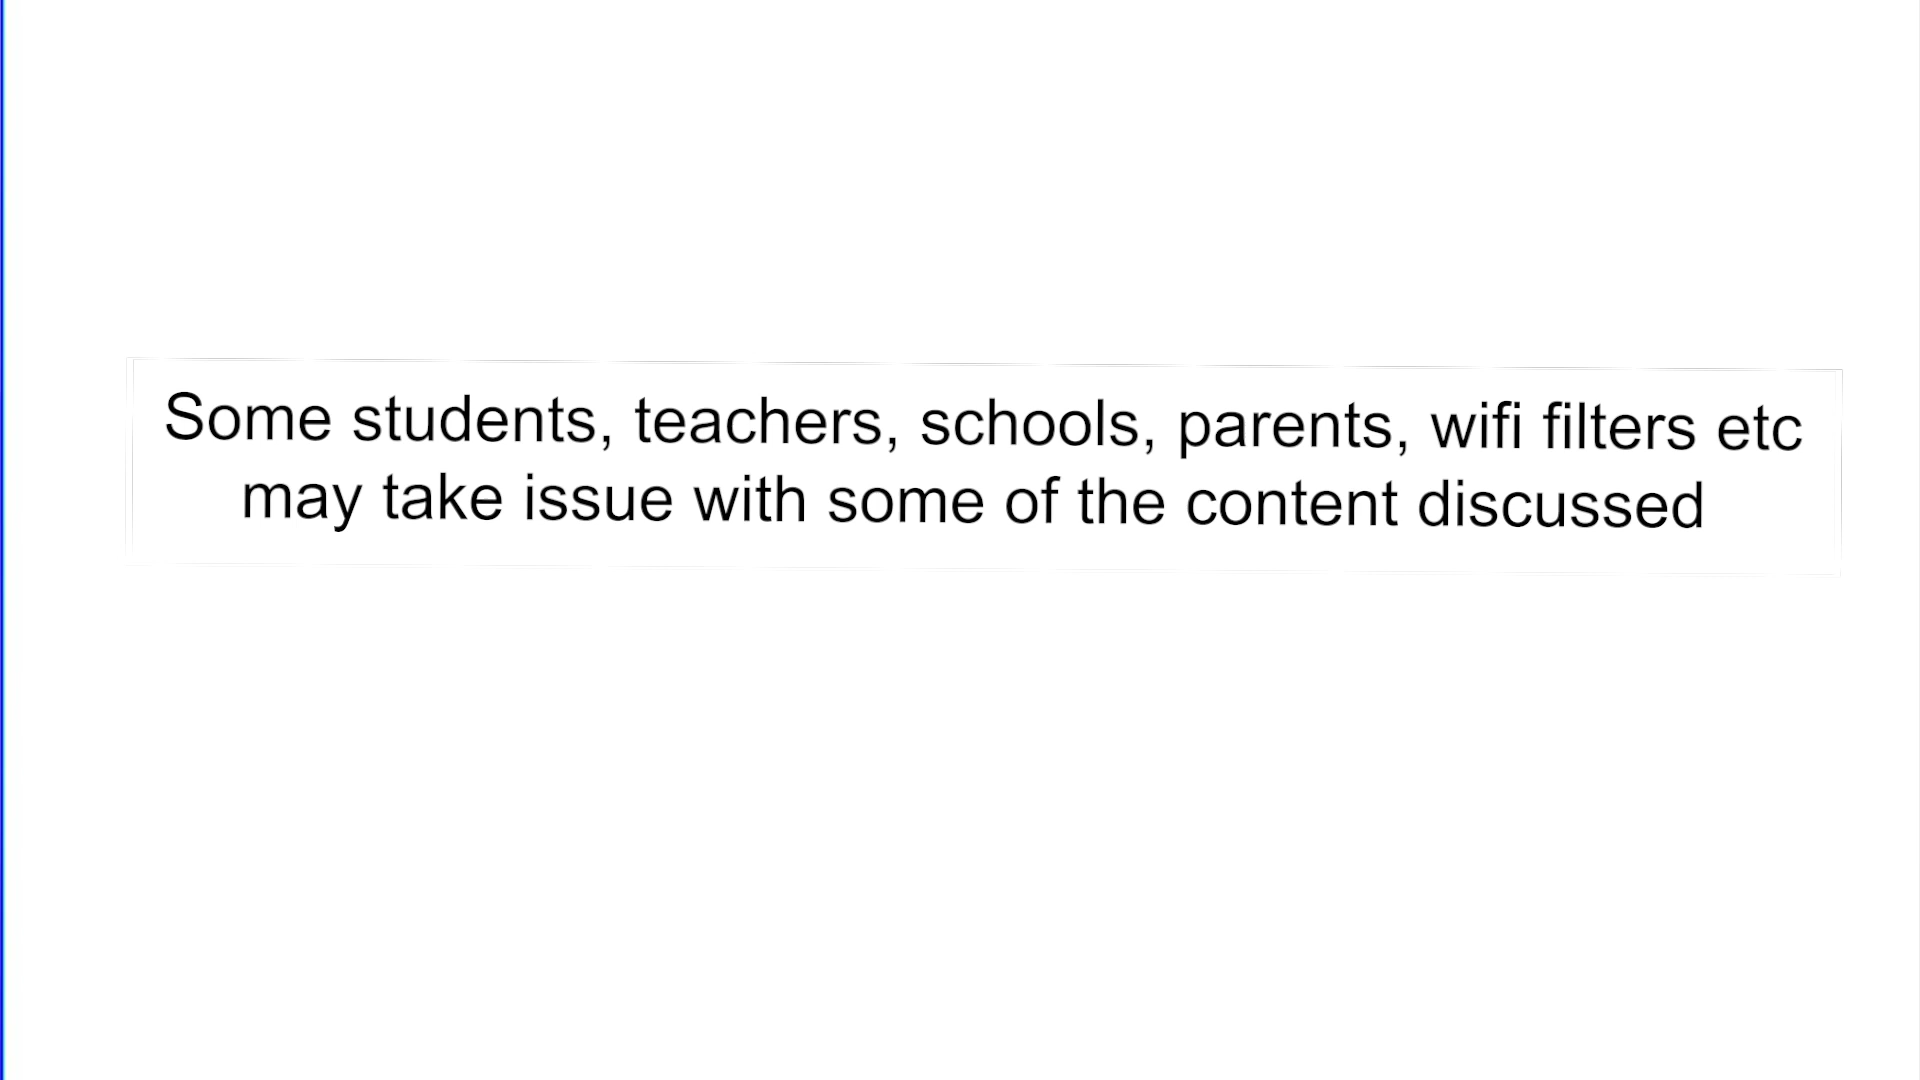 Some students, teachers, schools, parents, wifi filters etc
may take issue with some of the content discussed